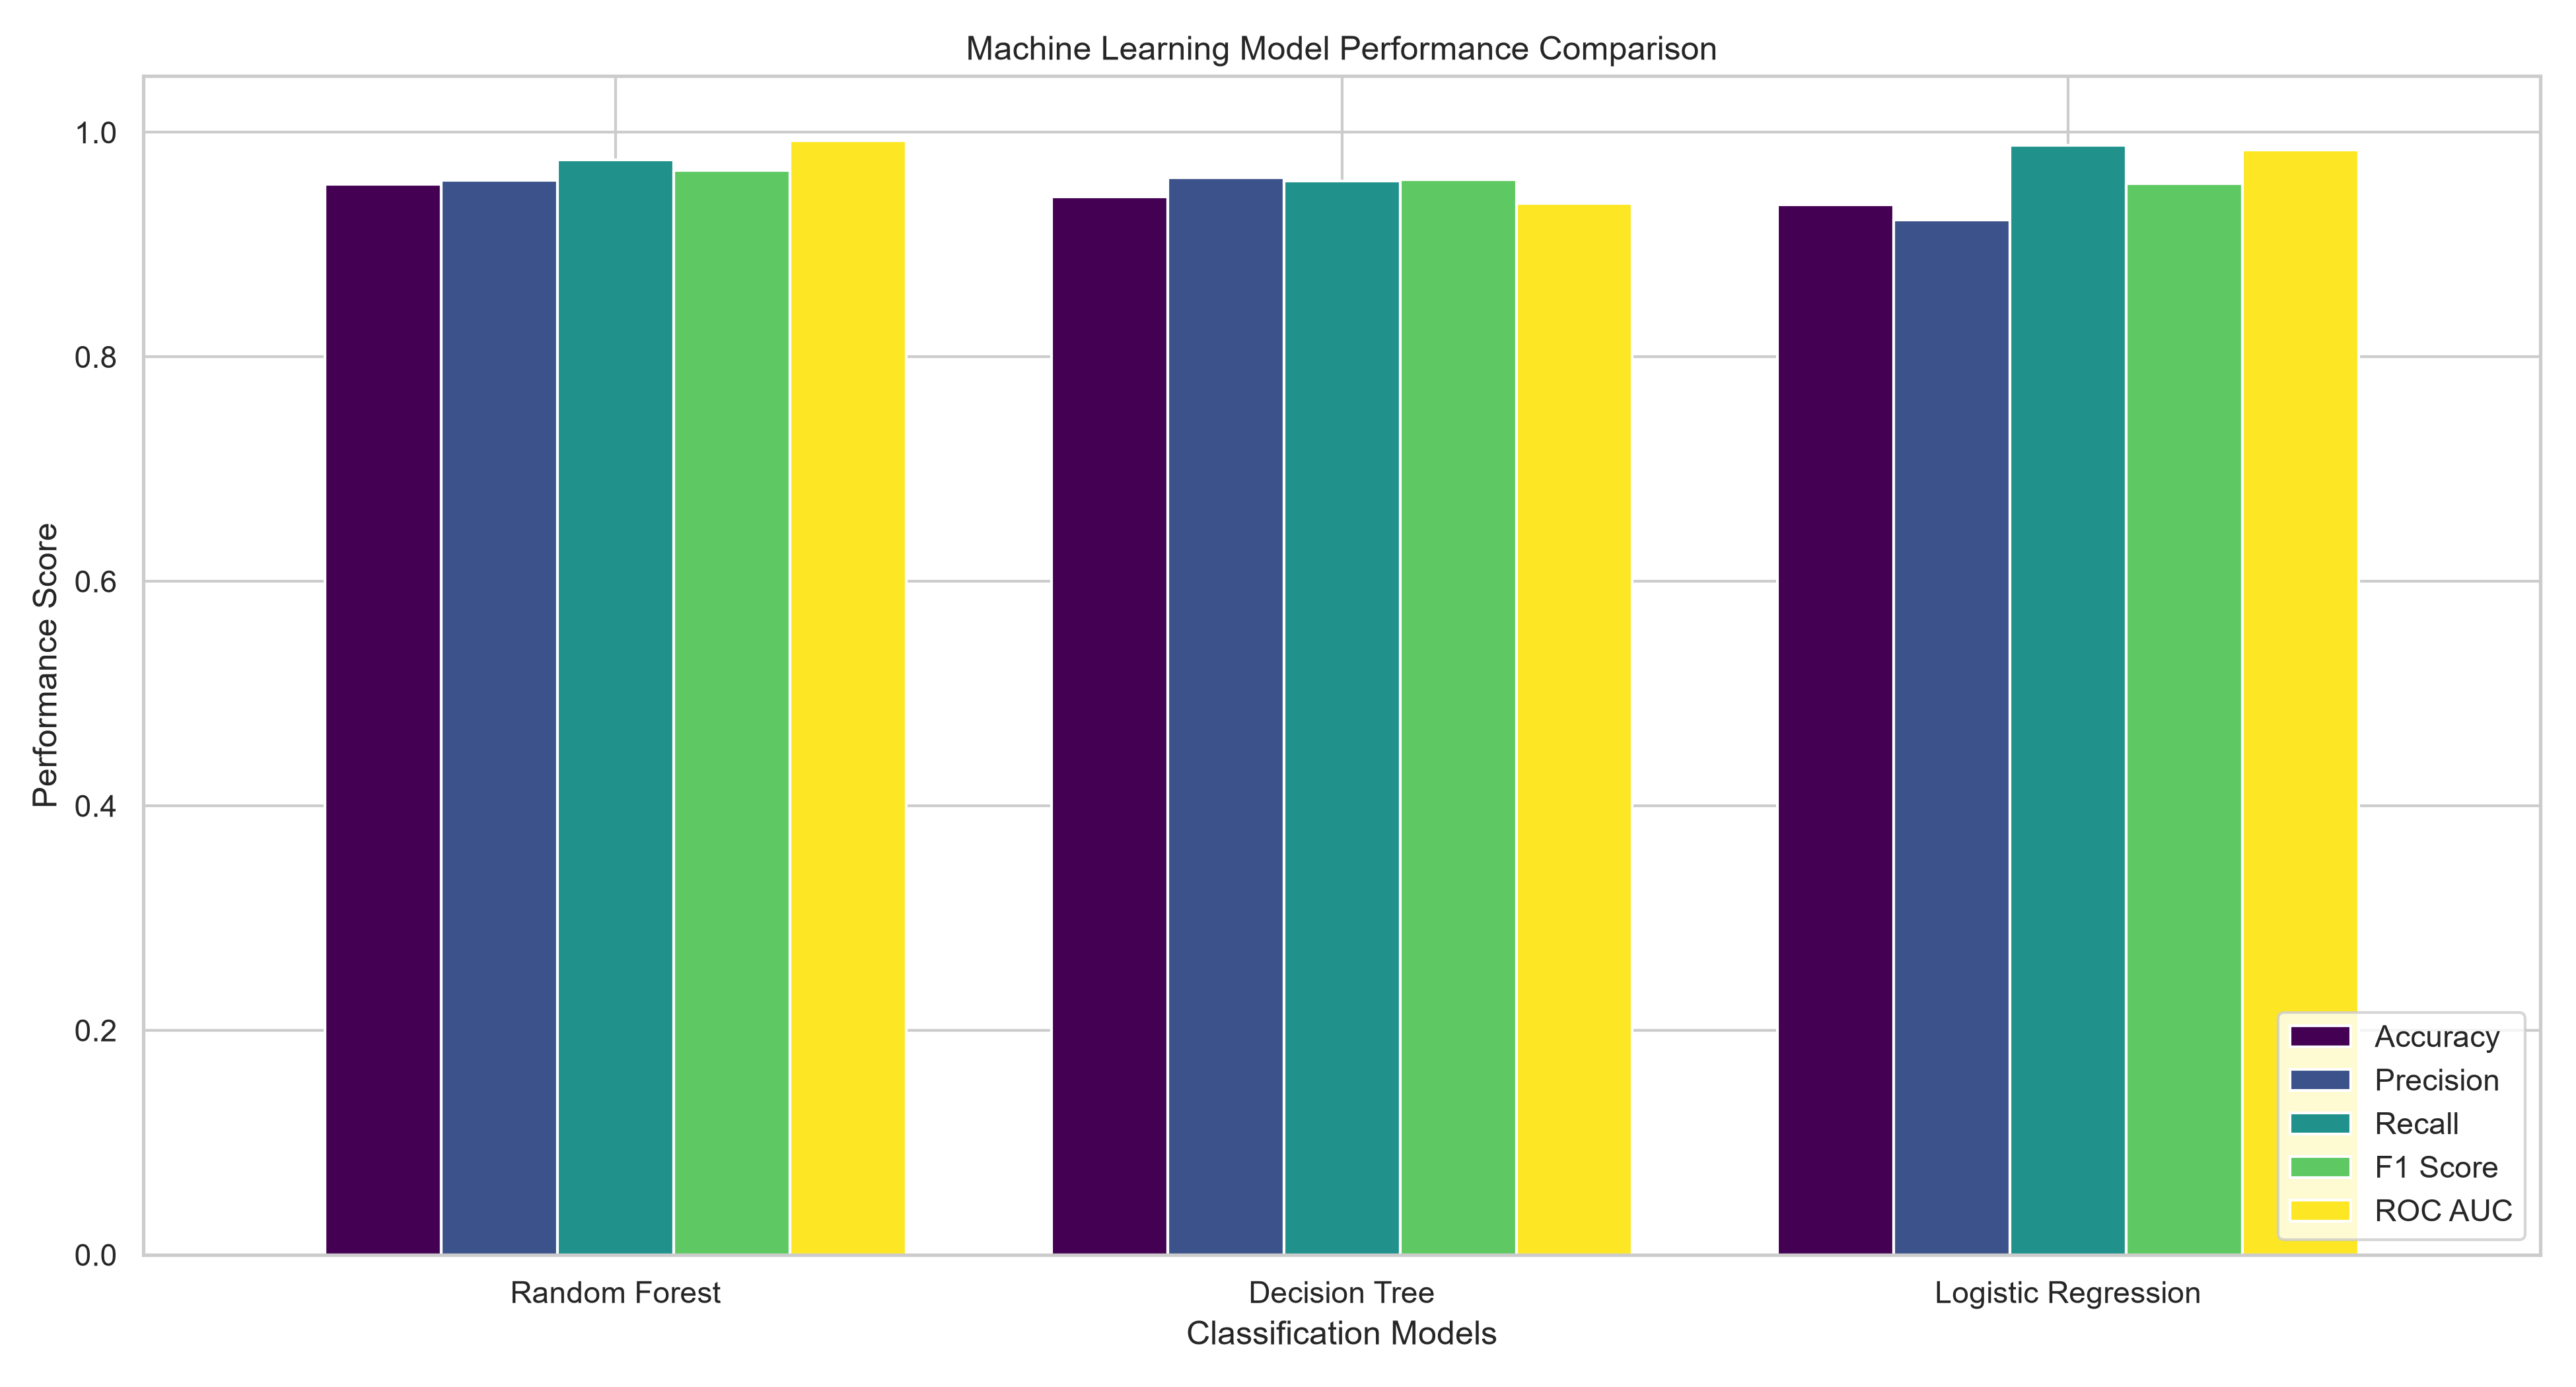 Machine Learning Model Performance Comparison
Performance Score
1.0
0.8
0.6
0.4
0.2
0.0
Random Forest
Decision Tree
Logistic Regression
Classification Models
Accuracy
Precision
Recall
F1 Score
ROC AUC